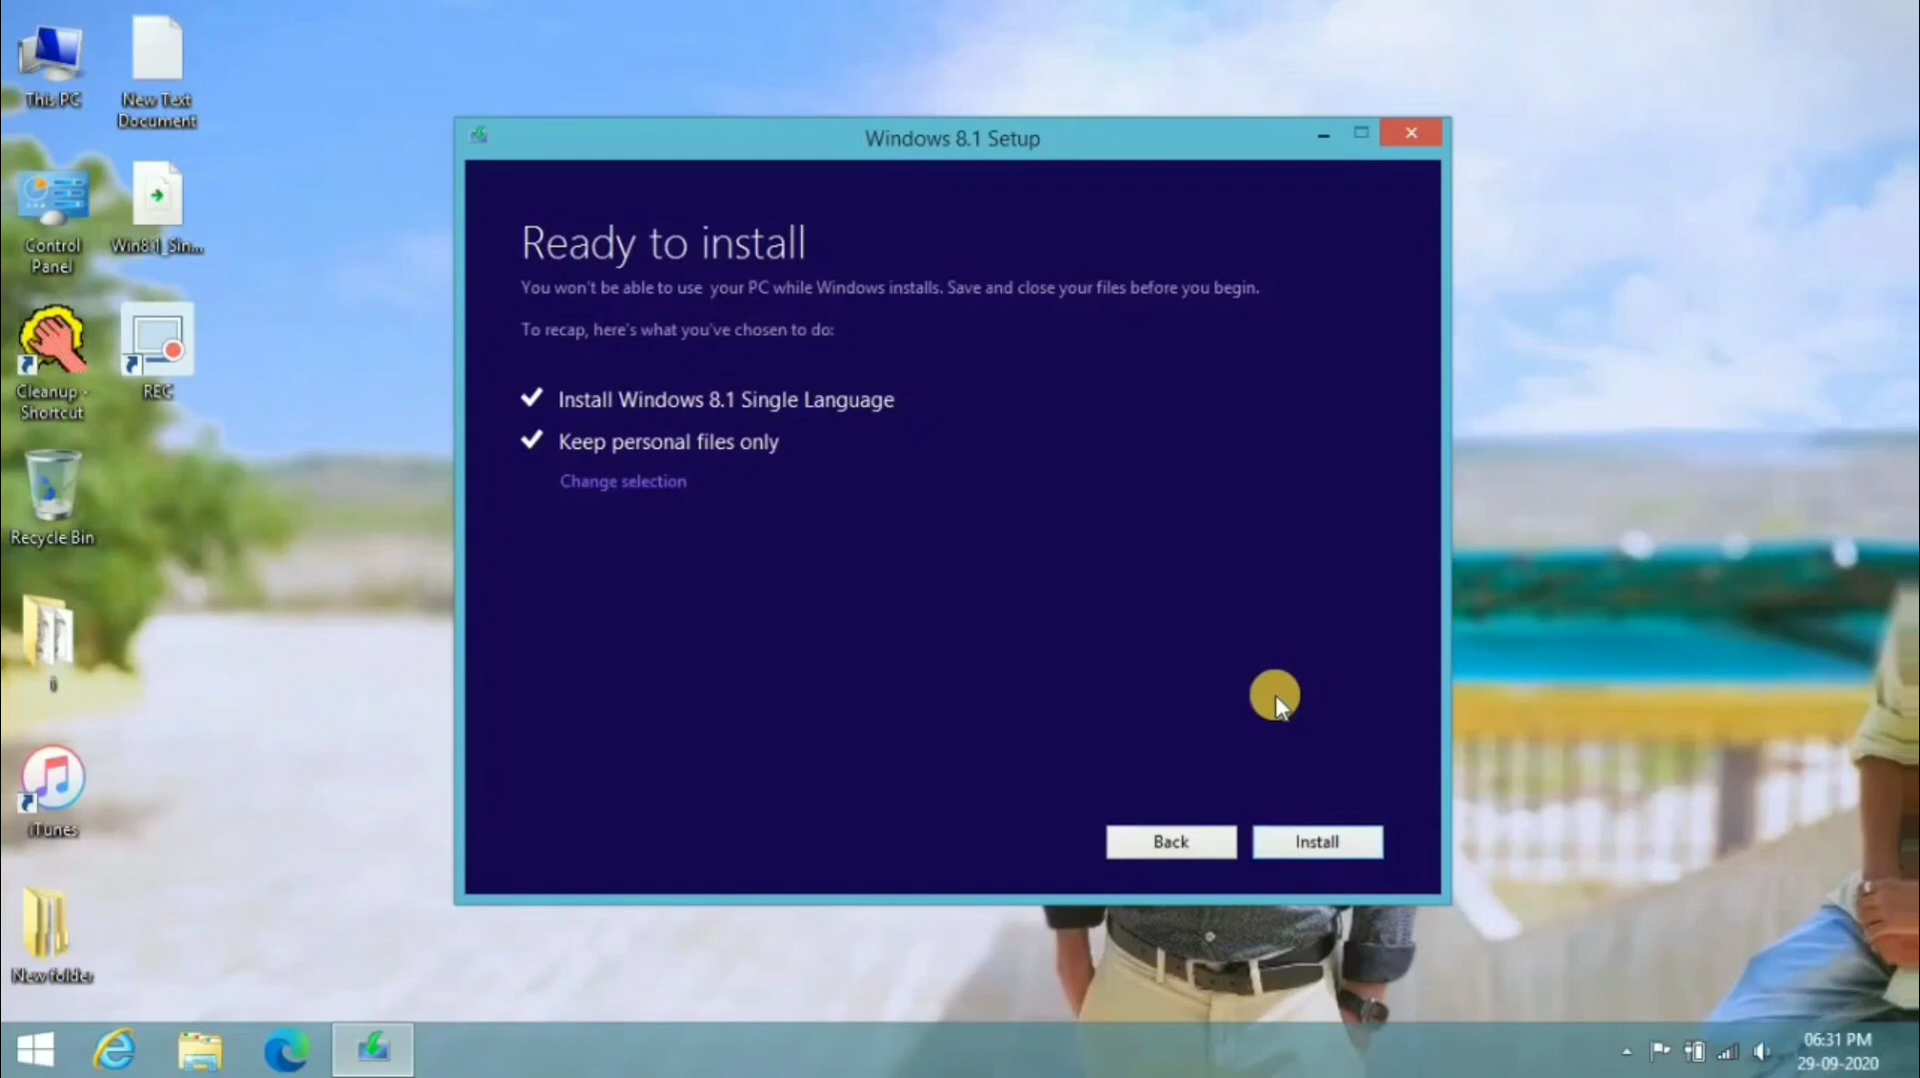 This PC
New Text
Document
Control
Panel
Win8.1_Sin...
Cleanup -
Shortcut
REC
Recycle Bin
iTunes
New folder
Windows 8.1 Setup
Ready to install
You won't be able to use your PC while Windows installs. Save and close your files before you begin.
To recap, here's what you've chosen to do:
Install Windows 8.1 Single Language
Keep personal files only
Change selection
Back
Install
06:31 PM
29-09-2020